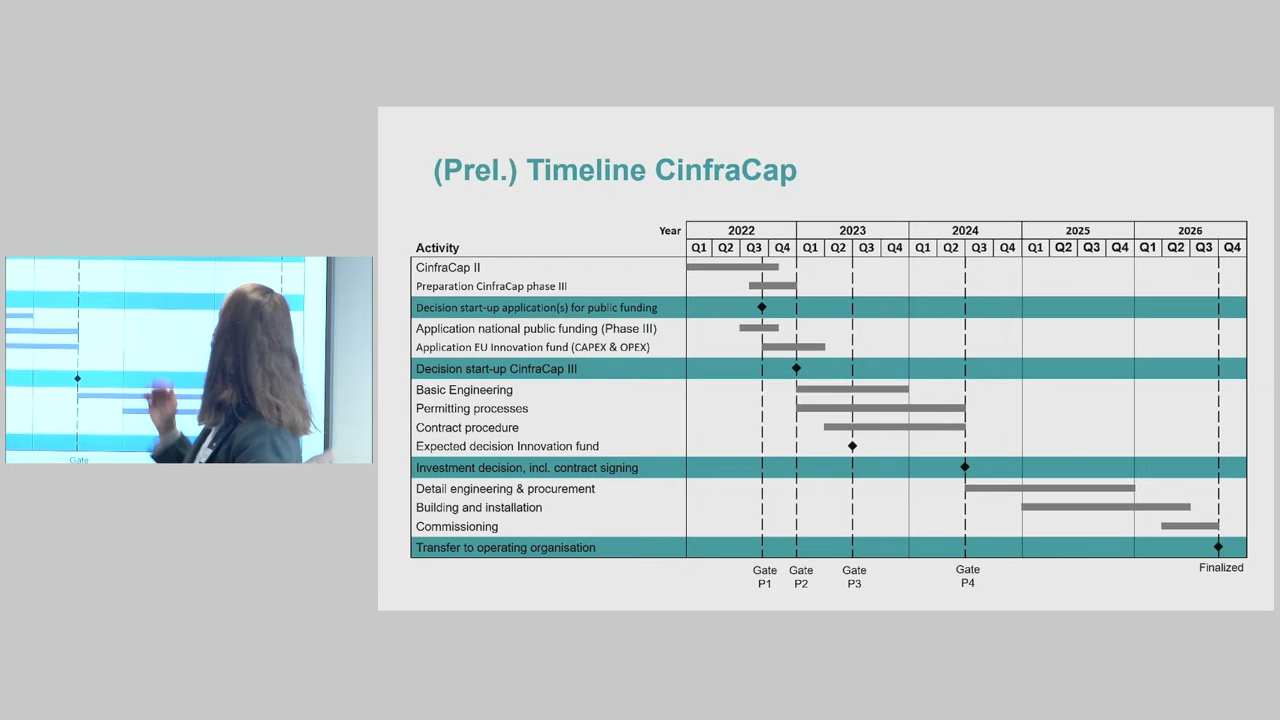 (Prel.) Timeline CinfraCap
Year 2022 2023 2024 2025 2026
Activity Q1 Q2 Q3 Q4 Q1 Q2 Q3 Q4 Q1 Q2 Q3 Q4 Q1 Q2 Q3 Q4 Q1 Q2 Q3 Q4
CinfraCap II
Preparation CinfraCap phase III
Decision start-up application(s) for public funding
Application national public funding (Phase III)
Application EU Innovation fund (CAPEX & OPEX)
Decision start-up CinfraCap III
Basic Engineering
Permitting processes
Contract procedure
Expected decision Innovation fund
Investment decision, incl. contract signing
Detail engineering & procurement
Building and installation
Commissioning
Transfer to operating organisation
Gate Gate Gate Gate Finalized
P1 P2 P3 P4
Gate